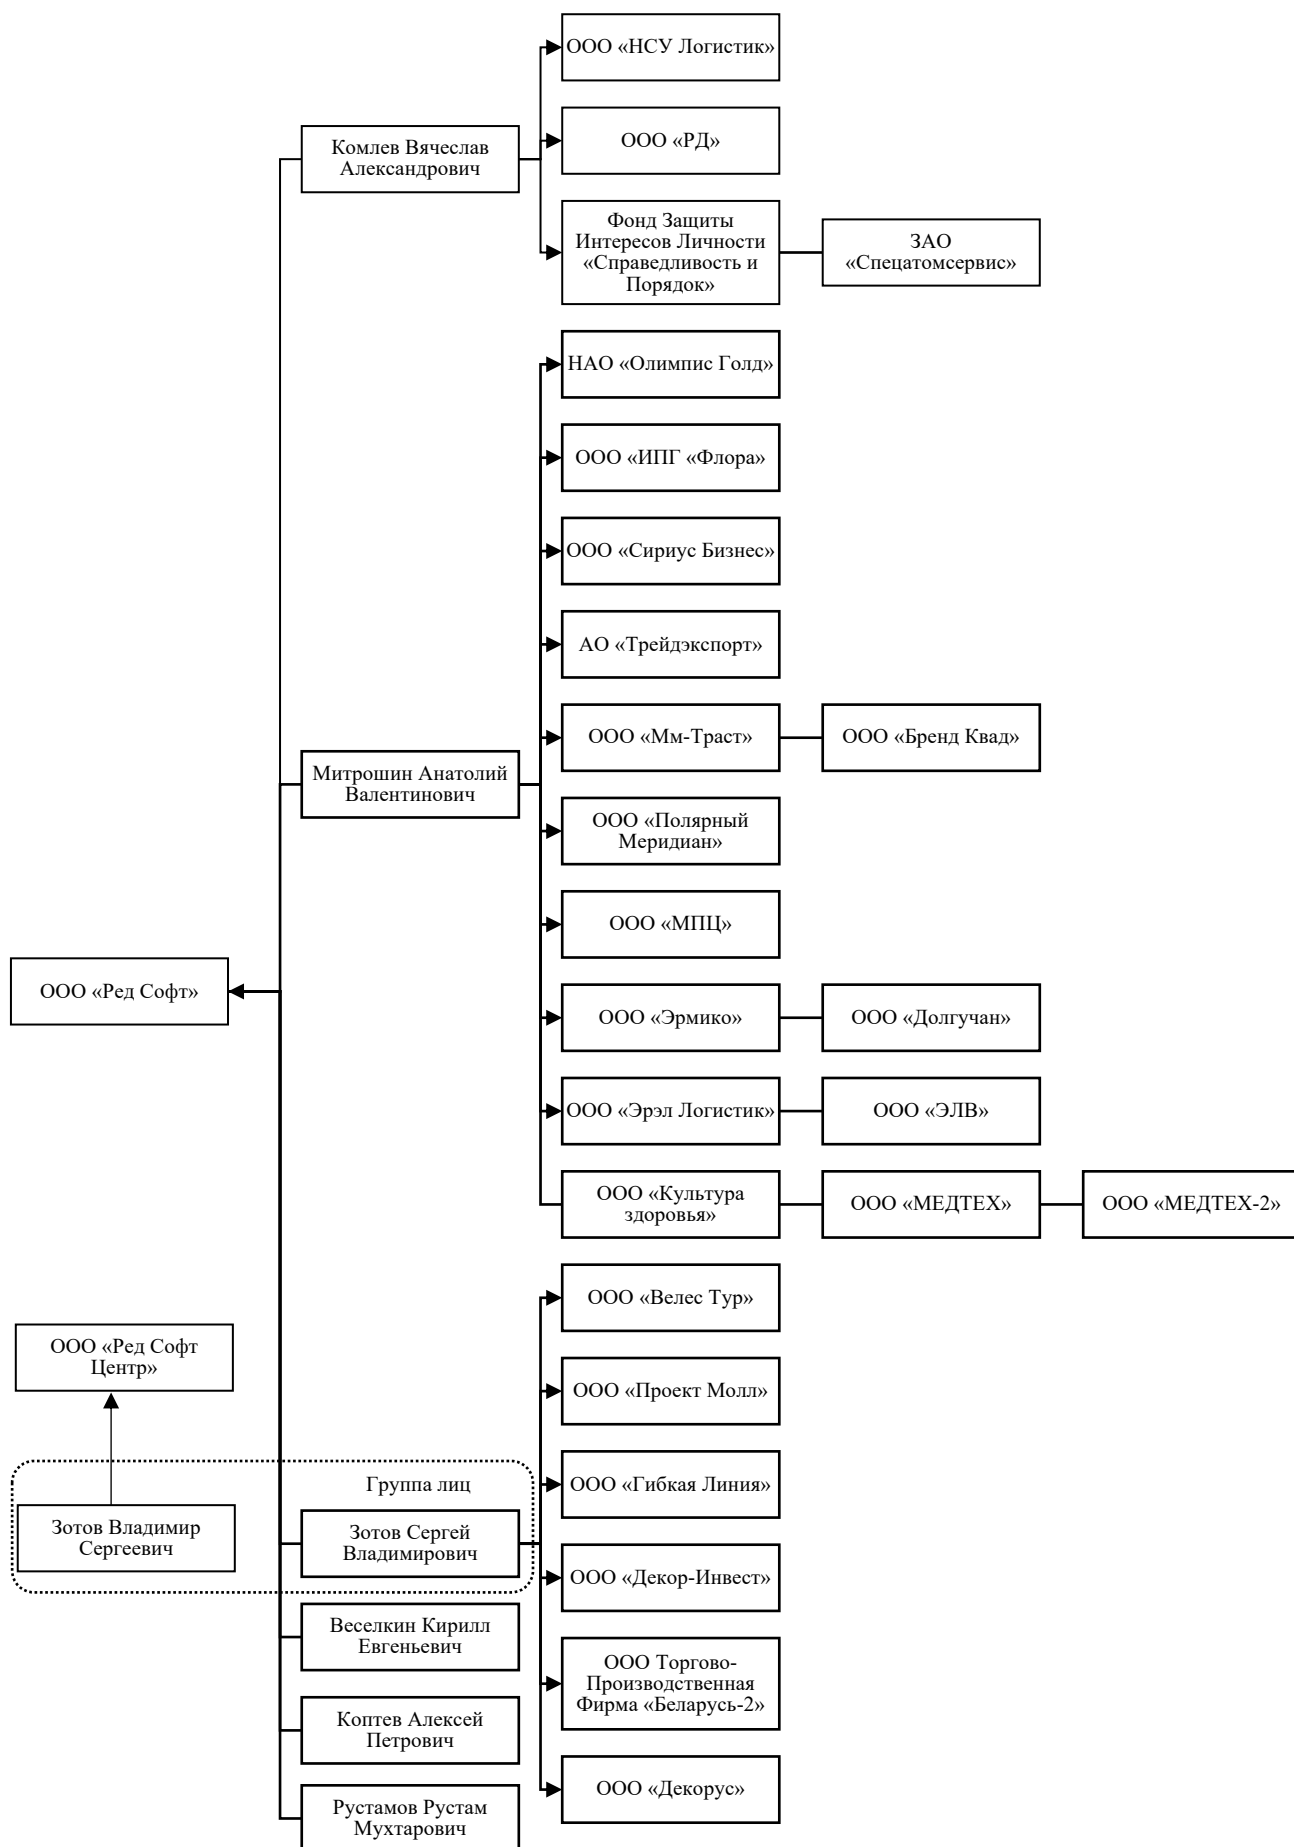 ООО «НСУ Логистик»
Комлев Вячеслав
Александрович
ООО «РД»
Фонд Защиты
Интересов Личности
«Справедливость и
Порядок»
ЗАО
«Спецатомсервис»
НАО «Олимпис Голд»
ООО «ИПГ «Флора»
ООО «Сириус Бизнес»
АО «Трейдэкспорт»
ООО «Мм-Траст»
ООО «Бренд Квад»
Митрошин Анатолий
Валентинович
ООО «Полярный
Меридиан»
ООО «МПЦ»
ООО «Ред Софт»
ООО «Эрмико»
ООО «Долгучан»
ООО «Эрэл Логистик»
ООО «ЭЛВ»
ООО «Культура
здоровья»
ООО «МЕДТЕХ»
ООО «МЕДТЕХ-2»
ООО «Велес Тур»
ООО «Ред Софт
Центр»
ООО «Проект Молл»
Группа лиц
ООО «Гибкая Линия»
Зотов Владимир
Сергеевич
Зотов Сергей
Владимирович
ООО «Декор-Инвест»
Веселкин Кирилл
Евгеньевич
ООО Торгово-
Производственная
Фирма «Беларусь-2»
Коптев Алексей
Петрович
ООО «Декорус»
Рустамов Рустам
Мухтарович